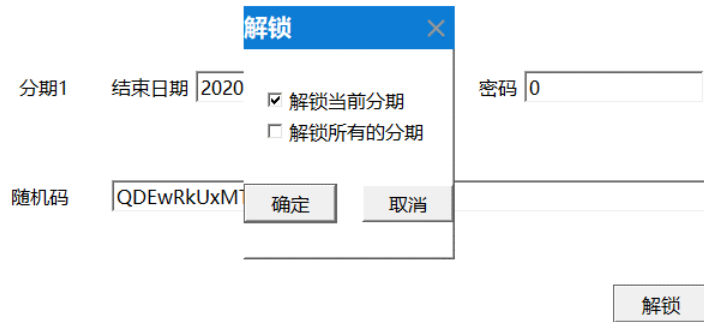 解锁
分期1 结束日期 2020 密码 0
解锁当前分期
解锁所有的分期
随机码 QDEwRkUxMT
确定 取消
解锁